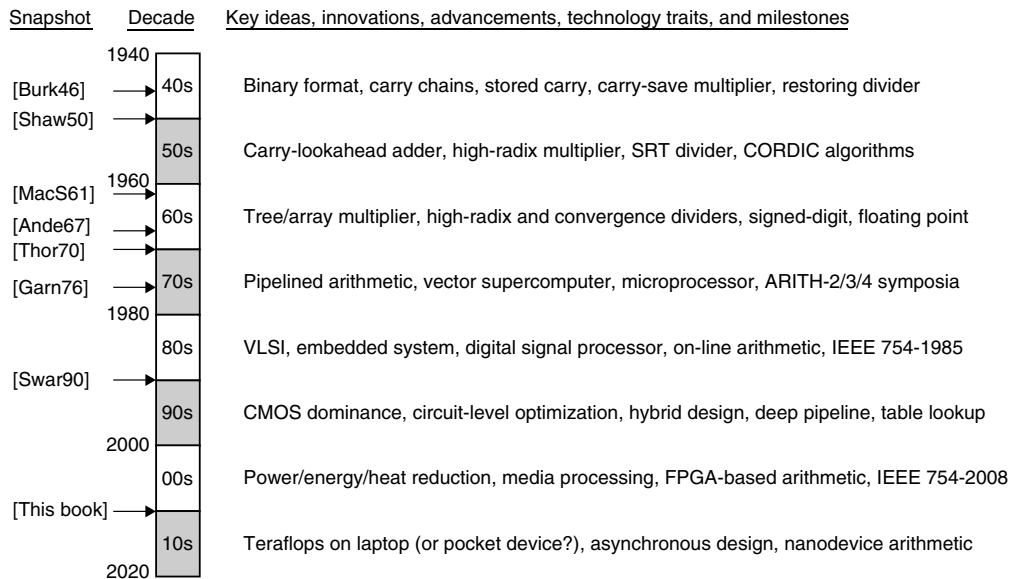 Snapshot Decade Key ideas, innovations, advancements, technology traits, and milestones
1940
[Burk46] 40s Binary format, carry chains, stored carry, carry-save multiplier, restoring divider
[Shaw50]
50s Carry-lookahead adder, high-radix multiplier, SRT divider, CORDIC algorithms
1960
[MacS61]
60s Tree/array multiplier, high-radix and convergence dividers, signed-digit, floating point
[Ande67]
[Thor70]
[Garn76] 70s Pipelined arithmetic, vector supercomputer, microprocessor, ARITH-2/3/4 symposia
1980
80s VLSI, embedded system, digital signal processor, on-line arithmetic, IEEE 754-1985
[Swar90]
90s CMOS dominance, circuit-level optimization, hybrid design, deep pipeline, table lookup
2000
00s Power/energy/heat reduction, media processing, FPGA-based arithmetic, IEEE 754-2008
[This book]
10s Teraflops on laptop (or pocket device?), asynchronous design, nanodevice arithmetic
2020